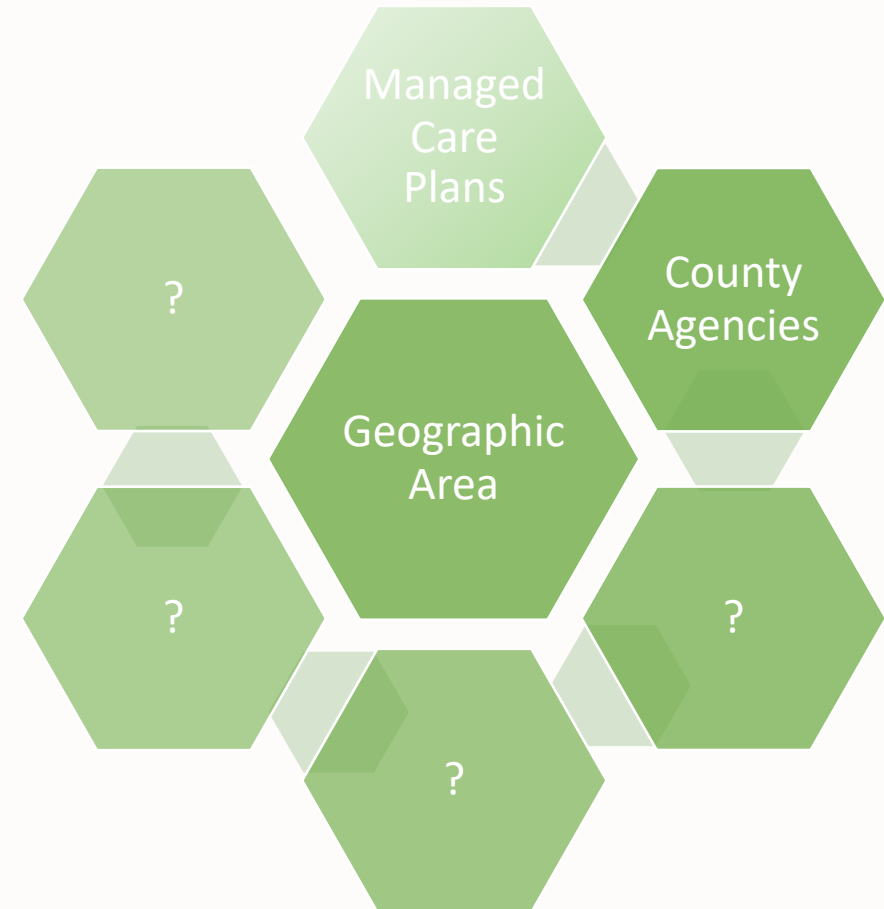 Managed
Care
Plans
County
Agencies
?
Geographic
Area
?
?
?